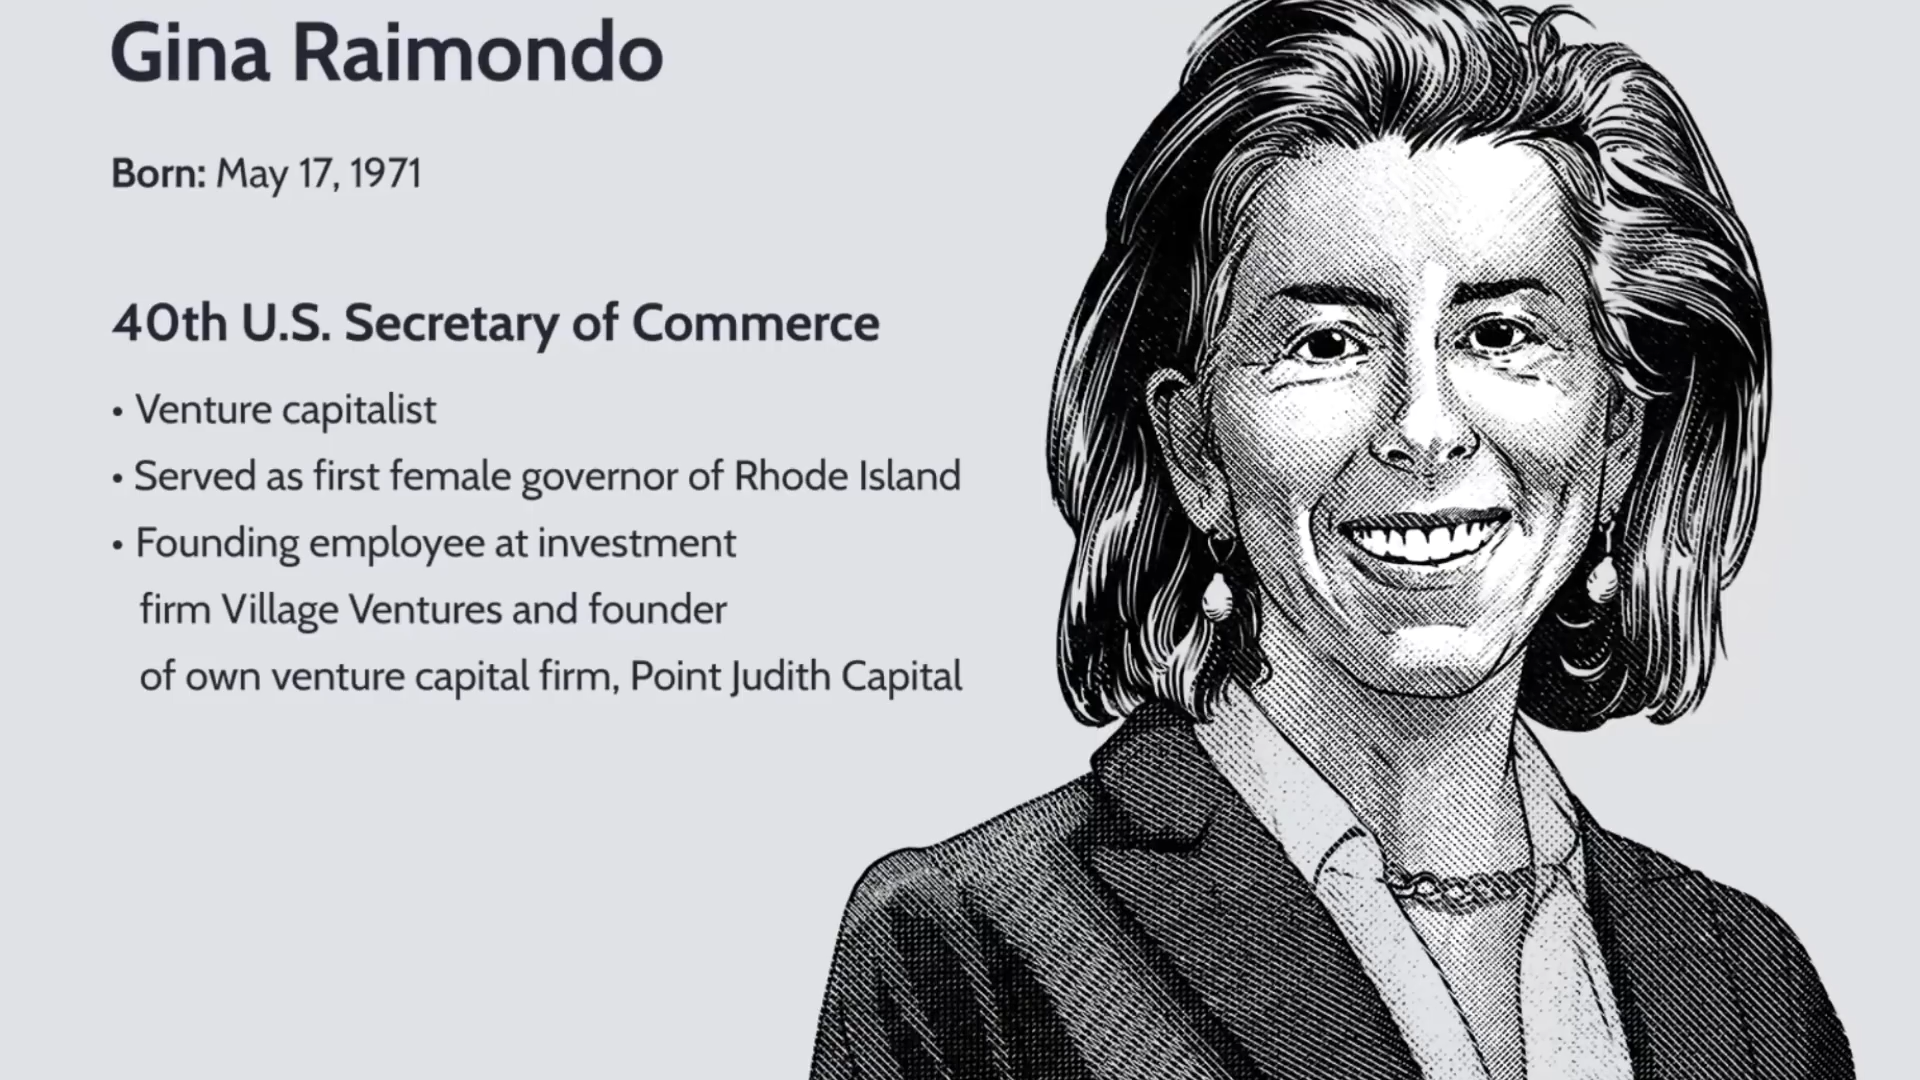 Gina Raimondo
Born: May 17, 1971
40th U.S. Secretary of Commerce
• Venture capitalist
• Served as first female governor of Rhode Island
• Founding employee at investment
firm Village Ventures and founder
of own venture capital firm, Point Judith Capital